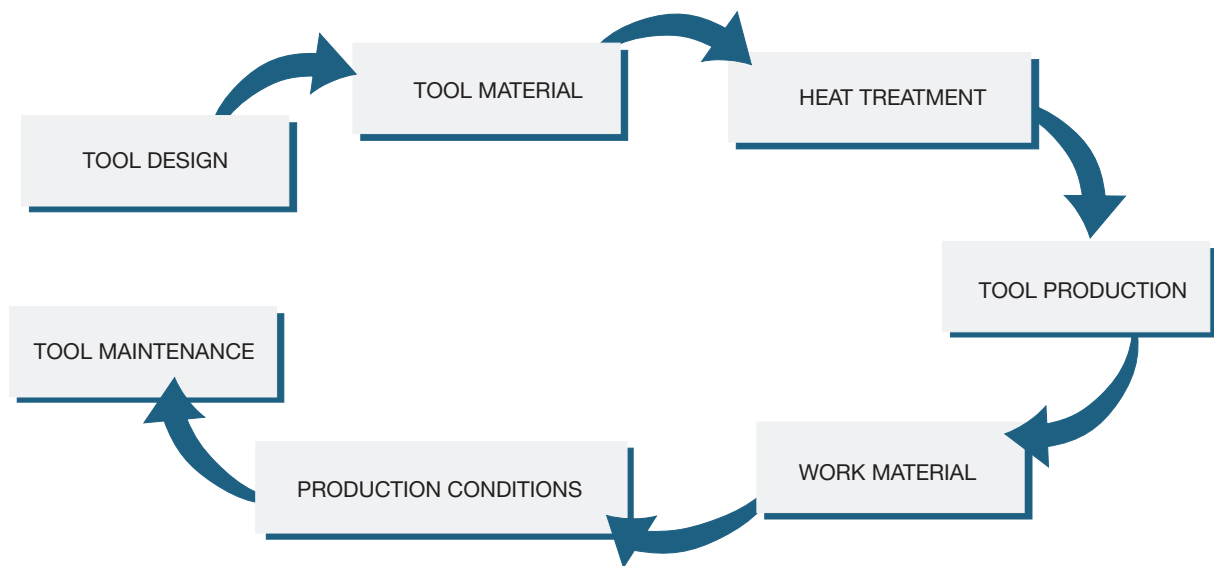 TOOL DESIGN
TOOL MATERIAL
HEAT TREATMENT
TOOL PRODUCTION
WORK MATERIAL
PRODUCTION CONDITIONS
TOOL MAINTENANCE